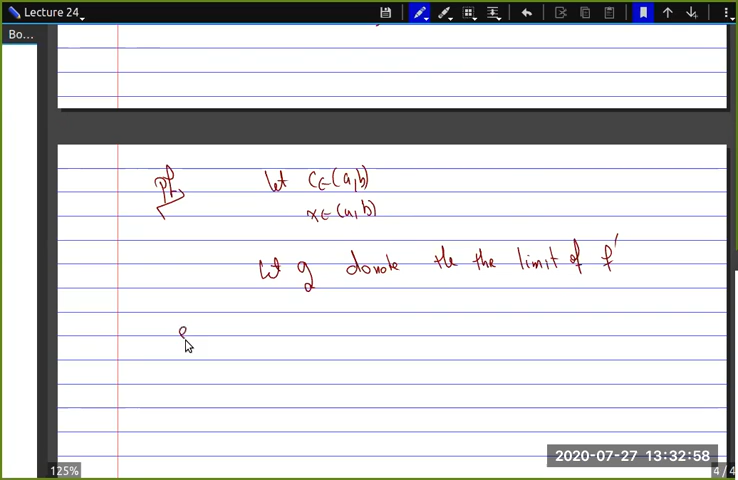 Lecture 24
Bo...
Pf
let c ∈ (a, b)
x ∈ (a, b)
let g donote the the limit of f'
125%
2020-07-27 13:32:58
4 / 4